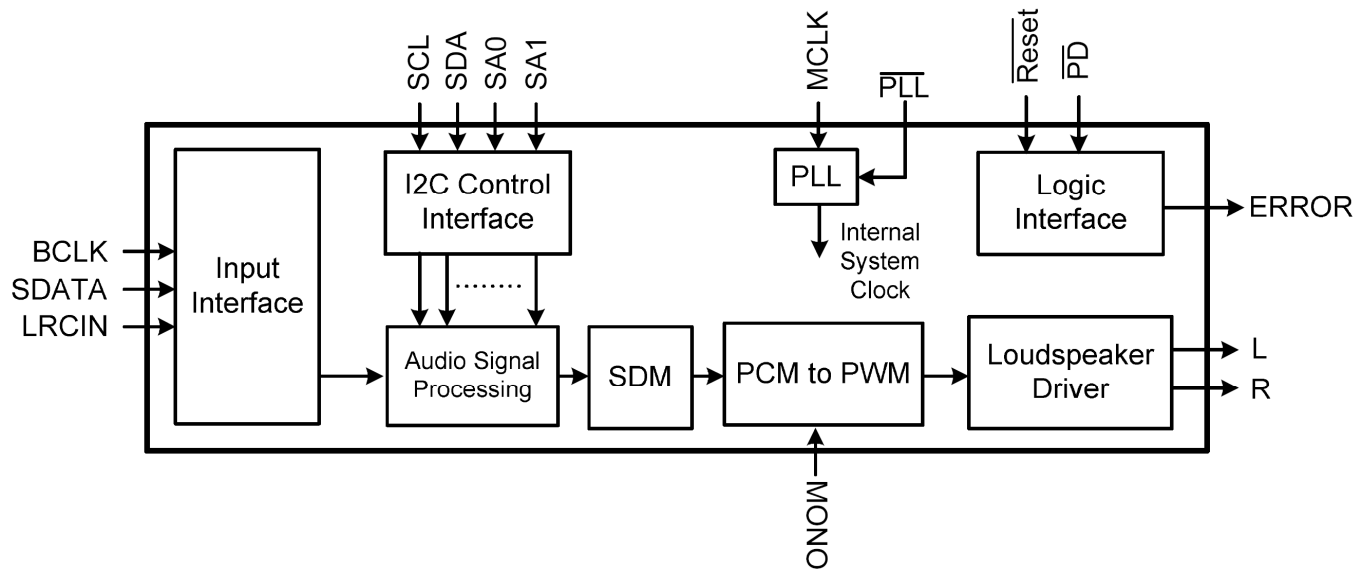 SCL
SDA
SA0
SA1
MCLK
PLL
Reset
PD
I2C Control
Interface
PLL
Logic
Interface
ERROR
Internal
System
Clock
BCLK
SDATA
LRCIN
Input
Interface
........
Audio Signal
Processing
SDM
PCM to PWM
Loudspeaker
Driver
L
R
MONO